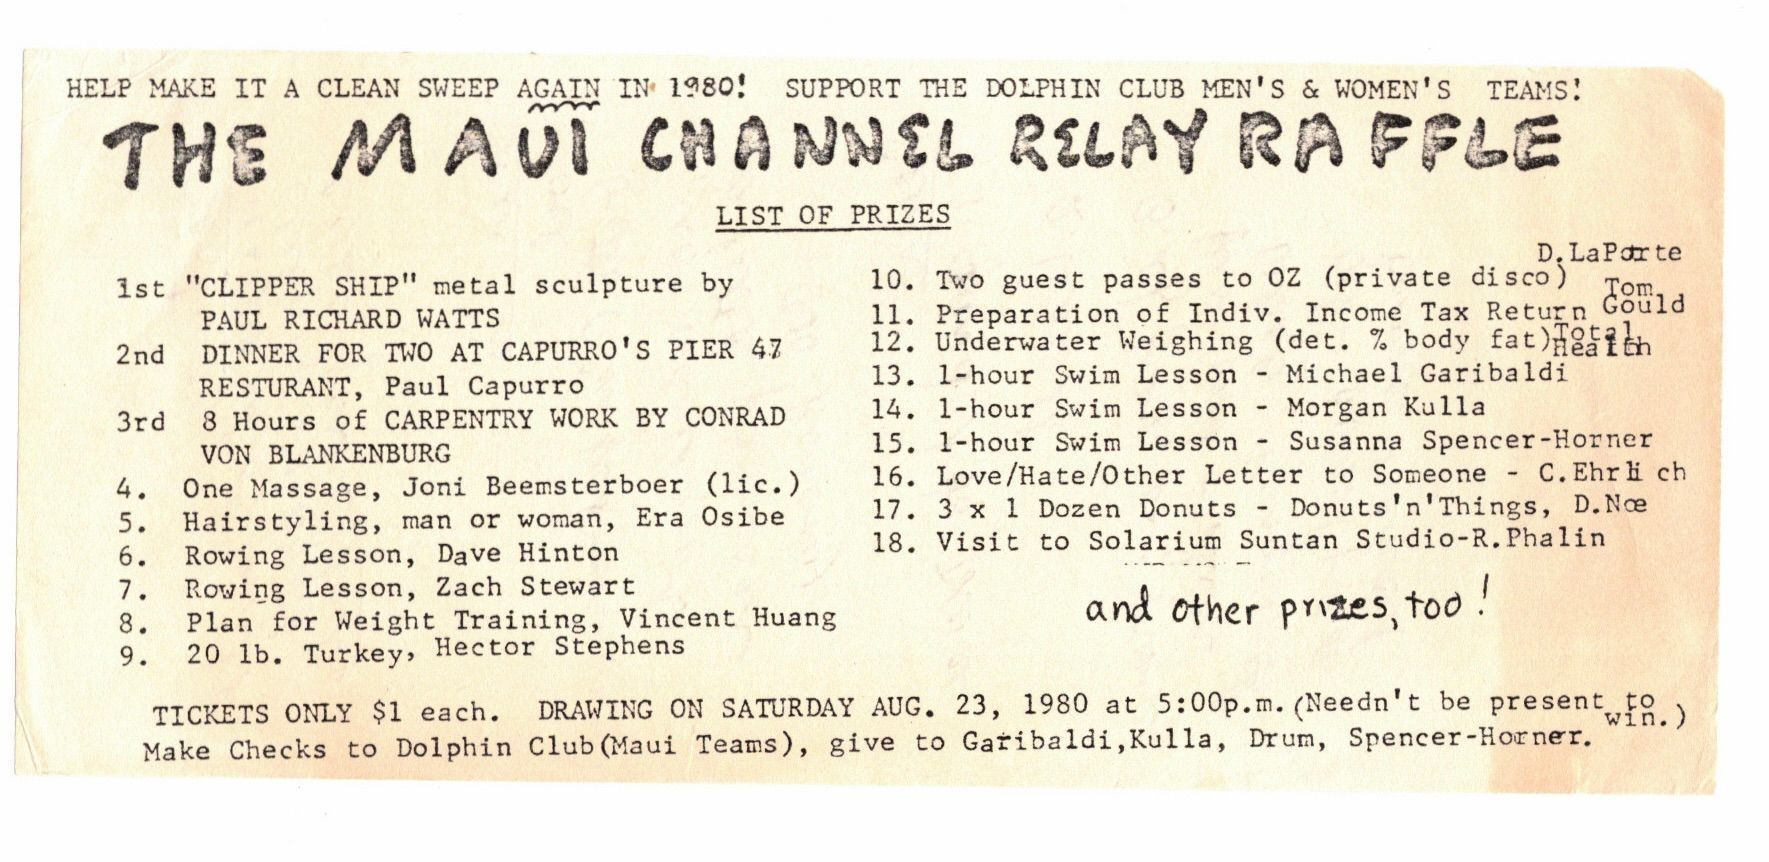 HELP MAKE IT A CLEAN SWEEP AGAIN IN 1980! SUPPORT THE DOLPHIN CLUB MEN'S & WOMEN'S TEAMS!
THE MAUI CHANNEL RELAY RAFFLE
LIST OF PRIZES
1st "CLIPPER SHIP" metal sculpture by
PAUL RICHARD WATTS
2nd DINNER FOR TWO AT CAPURRO'S PIER 47
RESTURANT, Paul Capurro
3rd 8 Hours of CARPENTRY WORK BY CONRAD
VON BLANKENBURG
4. One Massage, Joni Beemsterboer (lic.)
5. Hairstyling, man or woman, Era Osibe
6. Rowing Lesson, Dave Hinton
7. Rowing Lesson, Zach Stewart
8. Plan for Weight Training, Vincent Huang
9. 20 lb. Turkey, Hector Stephens
D.LaPorte
10. Two guest passes to OZ (private disco)
11. Preparation of Indiv. Income Tax Return Tom Gould
12. Underwater Weighing (det. % body fat) Total Health
13. 1-hour Swim Lesson - Michael Garibaldi
14. 1-hour Swim Lesson - Morgan Kulla
15. 1-hour Swim Lesson - Susanna Spencer-Horner
16. Love/Hate/Other Letter to Someone - C.Ehrlich
17. 3 x 1 Dozen Donuts - Donuts'n'Things, D.Noe
18. Visit to Solarium Suntan Studio-R.Phalin
and other prizes, too!
TICKETS ONLY $1 each. DRAWING ON SATURDAY AUG. 23, 1980 at 5:00p.m.(Needn't be present to win.)
Make Checks to Dolphin Club(Maui Teams), give to Garibaldi,Kulla, Drum, Spencer-Horner.